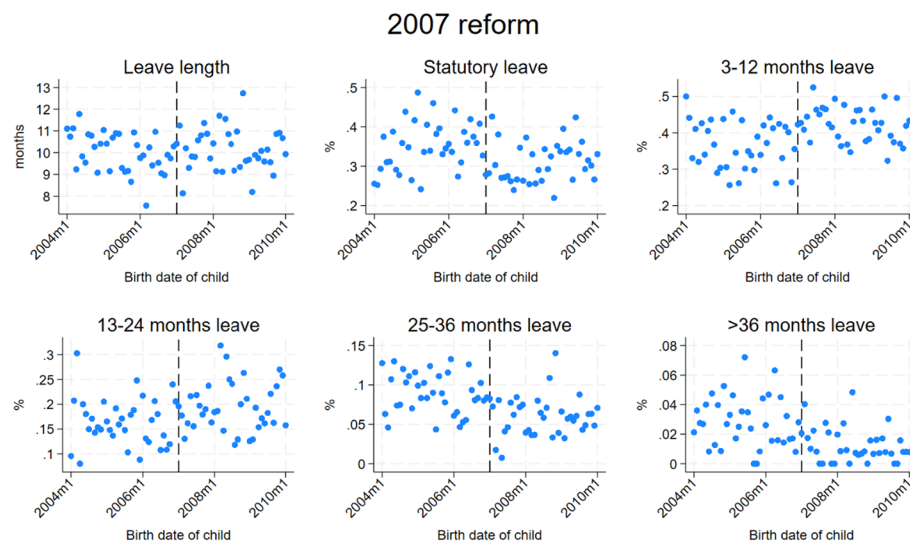 2007 reform
Leave length
months
13
12
11
10
9
8
2004m1
2006m1
2008m1
2010m1
Birth date of child
Statutory leave
%
.5
.4
.3
.2
2004m1
2006m1
2008m1
2010m1
Birth date of child
3-12 months leave
%
.5
.4
.3
.2
2004m1
2006m1
2008m1
2010m1
Birth date of child
13-24 months leave
%
.3
.25
.2
.15
.1
2004m1
2006m1
2008m1
2010m1
Birth date of child
25-36 months leave
%
.15
.1
.05
0
2004m1
2006m1
2008m1
2010m1
Birth date of child
>36 months leave
%
.08
.06
.04
.02
0
2004m1
2006m1
2008m1
2010m1
Birth date of child